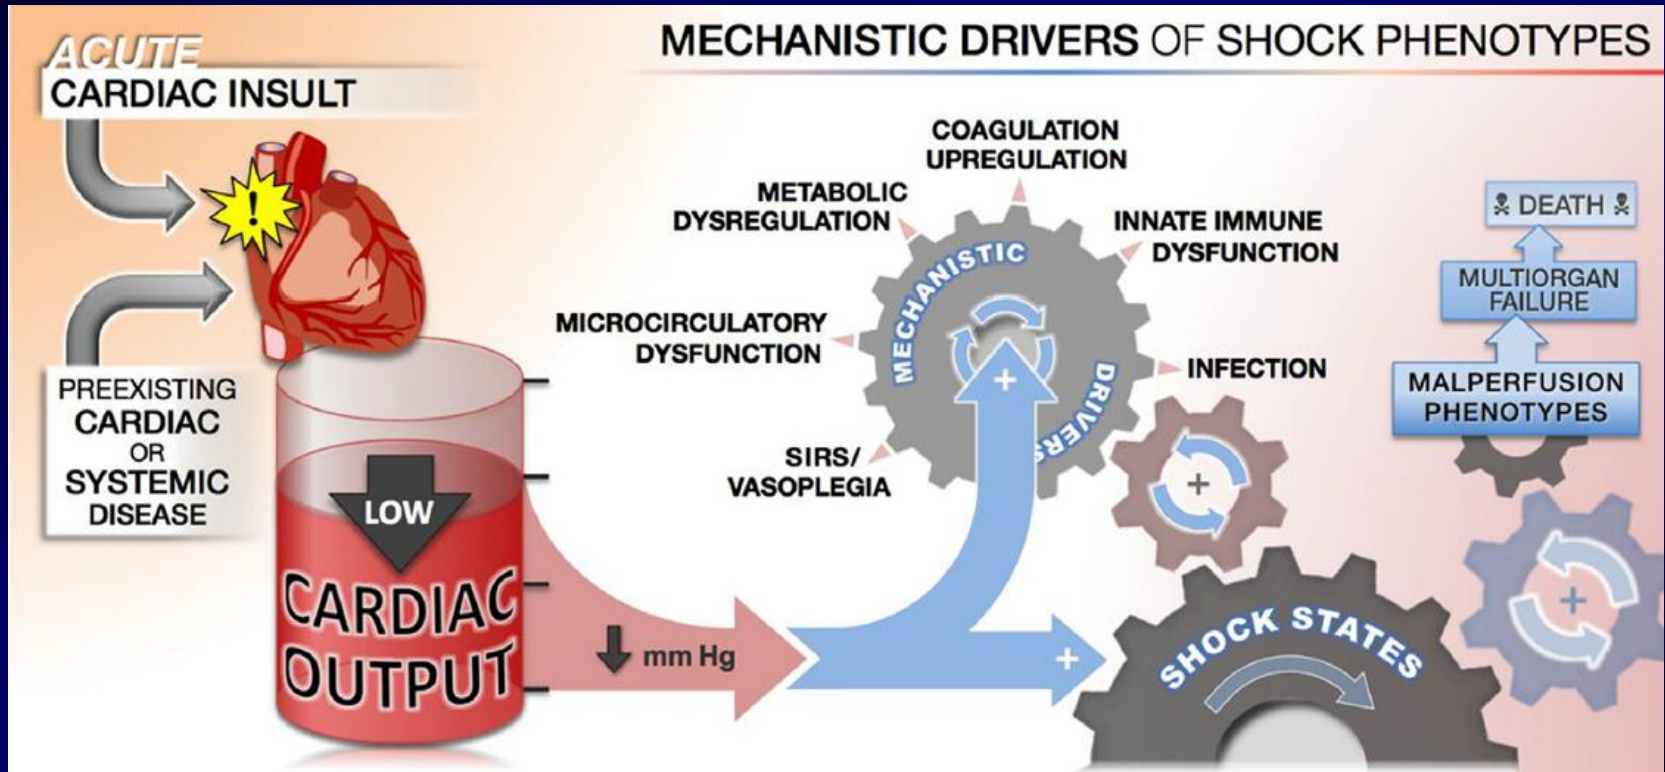 ACUTE
CARDIAC INSULT
MECHANISTIC DRIVERS OF SHOCK PHENOTYPES
!
PREEXISTING
CARDIAC
OR
SYSTEMIC
DISEASE
LOW
CARDIAC
OUTPUT
mm Hg
COAGULATION
UPREGULATION
METABOLIC
DYSREGULATION
INNATE IMMUNE
DYSFUNCTION
MICROCIRCULATORY
DYSFUNCTION
INFECTION
SIRS/
VASOPLEGIA
MECHANISTIC
DRIVERS
+
+
+
SHOCK STATES
+
DEATH
MULTIORGAN
FAILURE
MALPERFUSION
PHENOTYPES